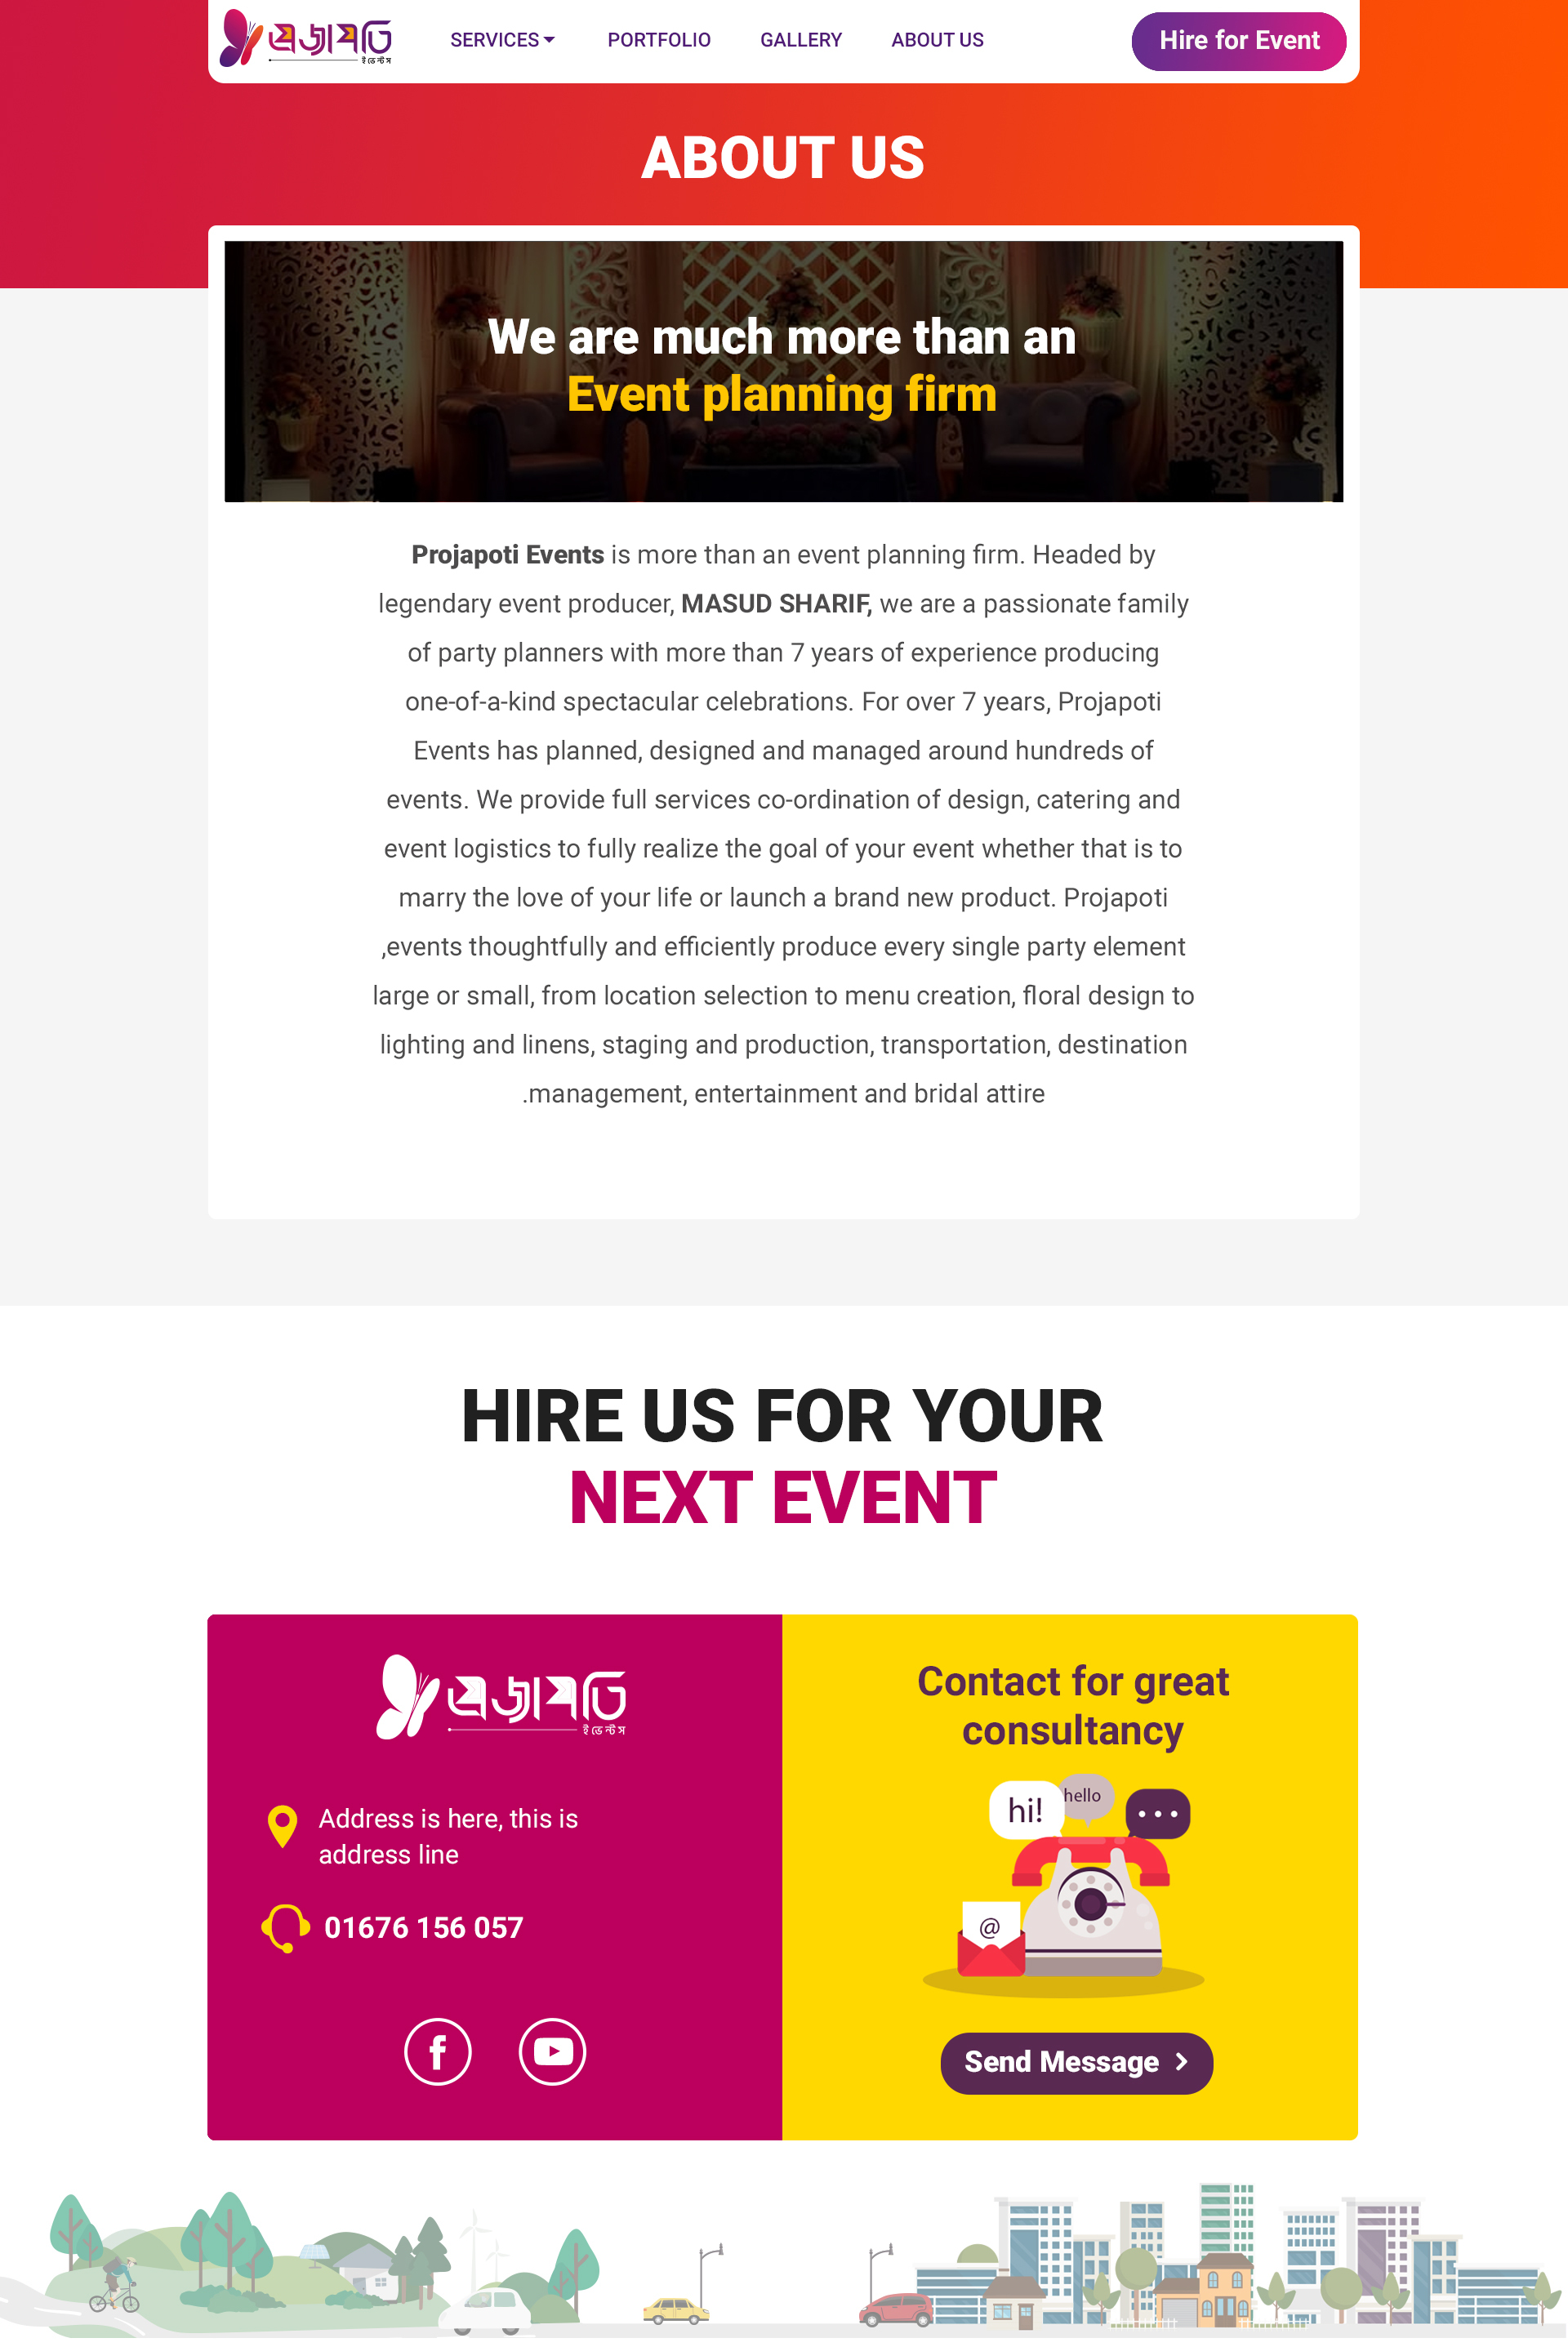 প্রজাপতি
ইভেন্টস
SERVICES
PORTFOLIO
GALLERY
ABOUT US
Hire for Event
ABOUT US
We are much more than an
Event planning firm
Projapoti Events is more than an event planning firm. Headed by
legendary event producer, MASUD SHARIF, we are a passionate family
of party planners with more than 7 years of experience producing
one-of-a-kind spectacular celebrations. For over 7 years, Projapoti
Events has planned, designed and managed around hundreds of
events. We provide full services co-ordination of design, catering and
event logistics to fully realize the goal of your event whether that is to
marry the love of your life or launch a brand new product. Projapoti
,events thoughtfully and efficiently produce every single party element
large or small, from location selection to menu creation, floral design to
lighting and linens, staging and production, transportation, destination
.management, entertainment and bridal attire
HIRE US FOR YOUR
NEXT EVENT
প্রজাপতি
ইভেন্টস
Address is here, this is
address line
01676 156 057
Contact for great
consultancy
hi!
hello
@
Send Message